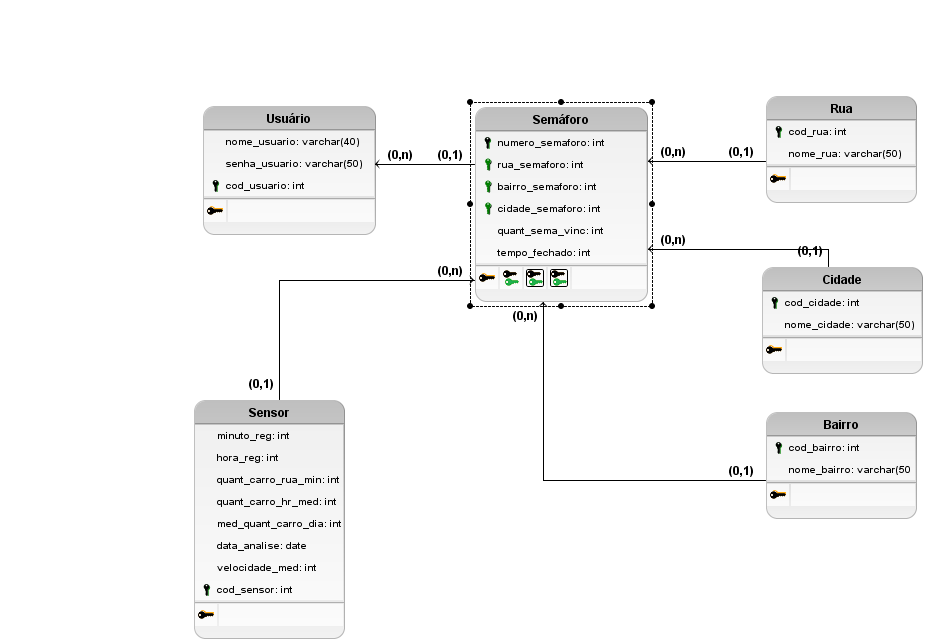 Usuário
nome_usuario: varchar(40)
senha_usuario: varchar(50)
cod_usuario: int
(0,n)
(0,1)
Semáforo
numero_semaforo: int
rua_semaforo: int
bairro_semaforo: int
cidade_semaforo: int
quant_sema_vinc: int
tempo_fechado: int
(0,n)
(0,1)
Rua
cod_rua: int
nome_rua: varchar(50)
(0,n)
(0,1)
Cidade
cod_cidade: int
nome_cidade: varchar(50)
(0,n)
(0,1)
Sensor
minuto_reg: int
hora_reg: int
quant_carro_rua_min: int
quant_carro_hr_med: int
med_quant_carro_dia: int
data_analise: date
velocidade_med: int
cod_sensor: int
(0,n)
(0,1)
Bairro
cod_bairro: int
nome_bairro: varchar(50